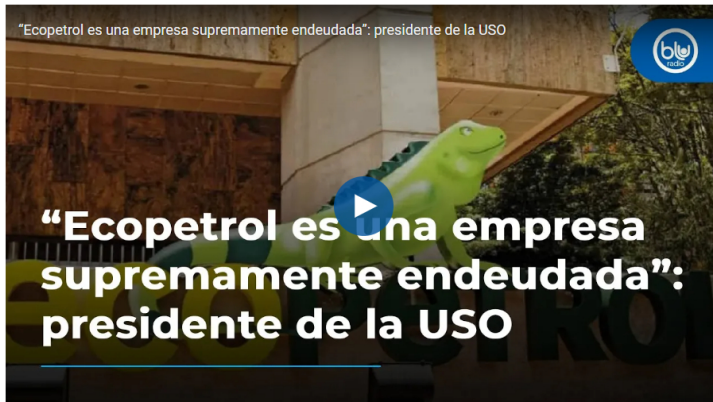 “Ecopetrol es una empresa supremamente endeudada”: presidente de la USO
blu
radio
“Ecopetrol es una empresa
supremamente endeudada”:
presidente de la USO
ecoPETROL